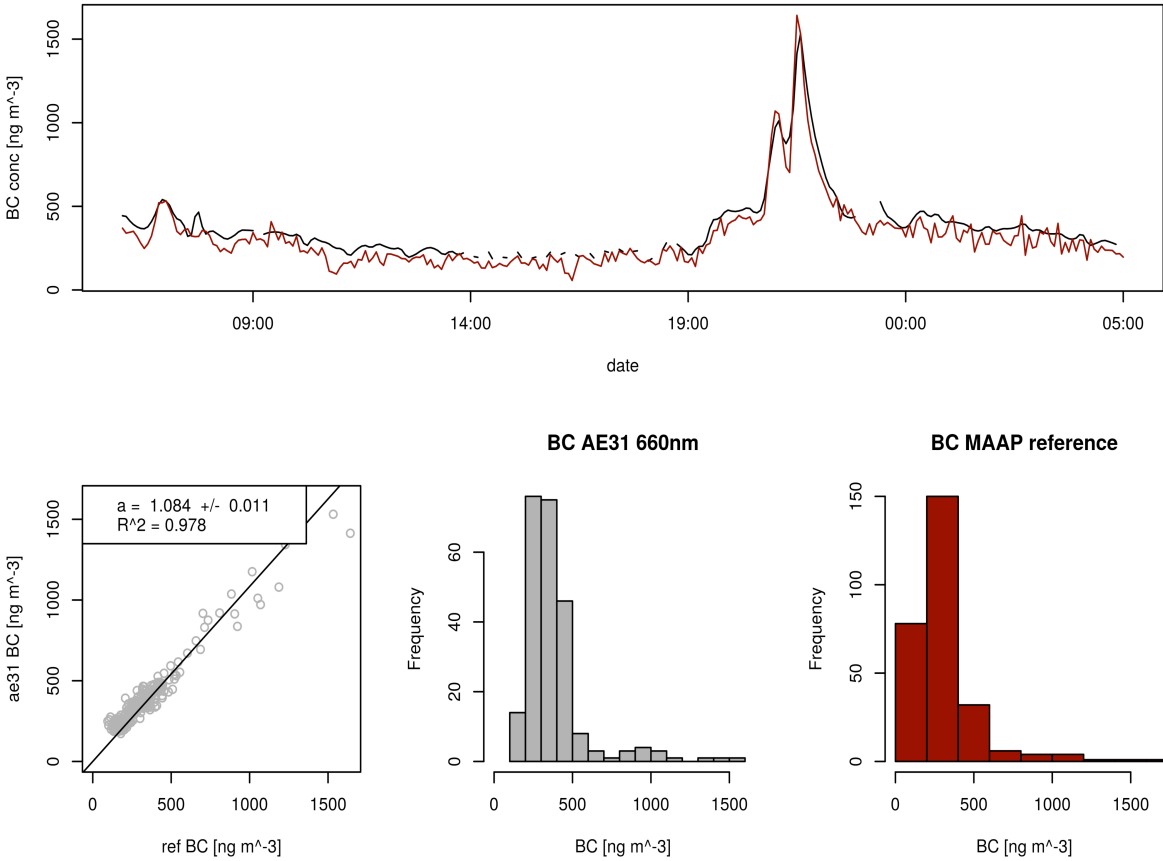 BC conc [ng m^-3]
1500
1000
500
0
09:00 14:00 19:00 00:00 05:00
date
a = 1.084 +/- 0.011
R^2 = 0.978
ae31 BC [ng m^-3]
1500
1000
500
0
0 500 1000 1500
ref BC [ng m^-3]
BC AE31 660nm
Frequency
60
40
20
0
0 500 1000 1500
BC [ng m^-3]
BC MAAP reference
Frequency
150
100
50
0
0 500 1000 1500
BC [ng m^-3]